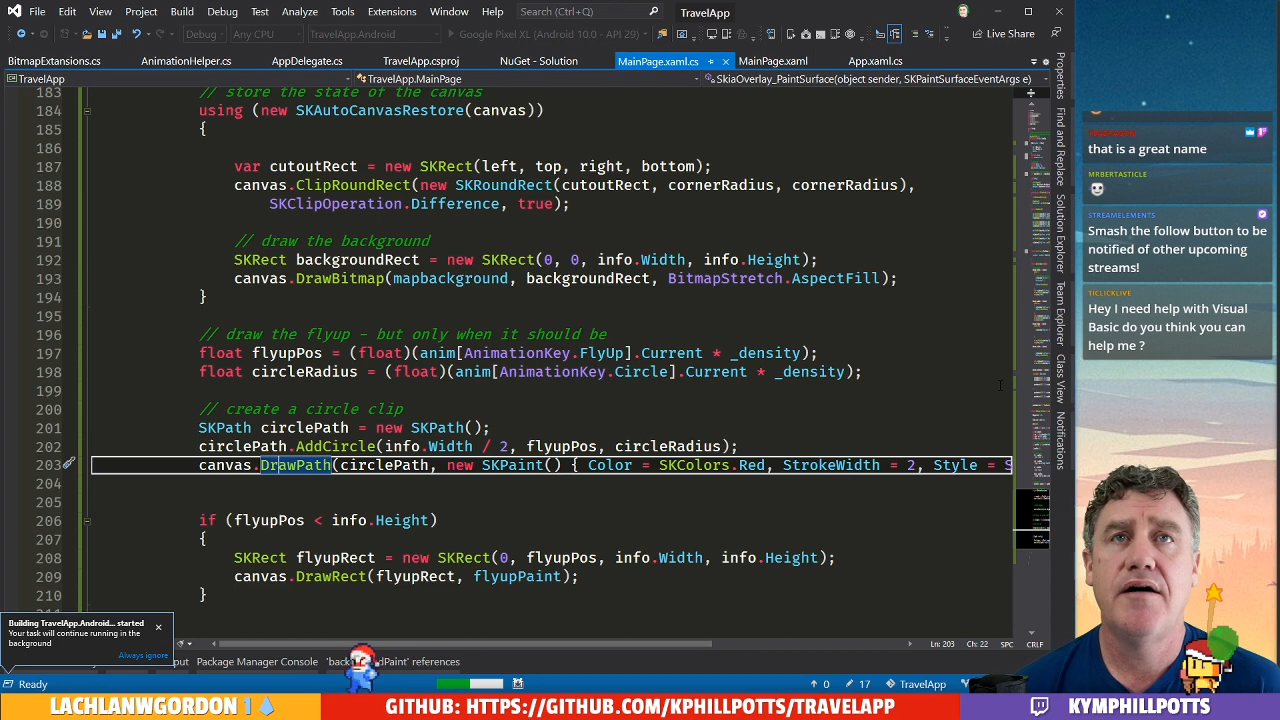 File Edit View Project Build Debug Test Analyze Tools Extensions Window Help Search (Ctrl+Q) TravelApp
Debug Any CPU TravelApp.Android Google Pixel XL (Android 10.0 - API 29) Live Share
BitmapExtansions.cs AnimationHelper.cs AppDelegate.cs TravelApp.csproj NuGet - Solution MainPage.xaml.cs MainPage.xaml App.xaml.cs
TravelApp TravelApp.MainPage SkiaOverlay_PaintSurface(object sender, SKPaintSurfaceEventArgs e)
183 // store the state of the canvas
184 using (new SKAutoCanvasRestore(canvas))
185 {
186
187 var cutoutRect = new SKRect(left, top, right, bottom);
188 canvas.ClipRoundRect(new SKRoundRect(cutoutRect, cornerRadius, cornerRadius),
189 SKClipOperation.Difference, true);
190
191 // draw the background
192 SKRect backgroundRect = new SKRect(0, 0, info.Width, info.Height);
193 canvas.DrawBitmap(mapbackground, backgroundRect, BitmapStretch.AspectFill);
194 }
195
196 // draw the flyup - but only when it should be
197 float flyupPos = (float)(anim[AnimationKey.FlyUp].Current * _density);
198 float circleRadius = (float)(anim[AnimationKey.Circle].Current * _density);
199
200 // create a circle clip
201 SKPath circlePath = new SKPath();
202 circlePath.AddCircle(info.Width / 2, flyupPos, circleRadius);
203 canvas.DrawPath(circlePath, new SKPaint() { Color = SKColors.Red, StrokeWidth = 2, Style = S
204
205
206 if (flyupPos < info.Height)
207 {
208 SKRect flyupRect = new SKRect(0, flyupPos, info.Width, info.Height);
209 canvas.DrawRect(flyupRect, flyupPaint);
210 }
Properties
Find and Replace
Solution Explorer
Team Explorer
Class View
Notifications
that is a great name
MRBERTASTICLE
STREAMELEMENTS
Smash the follow button to be
notified of other upcoming
streams!
TICLICKLIVE
Hey I need help with Visual
Basic do you think you can
help me ?
Building TravelApp.Android... started
Your task will continue running in the
background
Always ignore
Ln: 203 Ch: 22 SPC CRLF
Package Manager Console
Ready 0 17 TravelApp
LACHLANWGORDON 1 GITHUB: HTTPS://GITHUB.COM/KPHILLPOTTS/TRAVELAPP KYMPHILLPOTTS